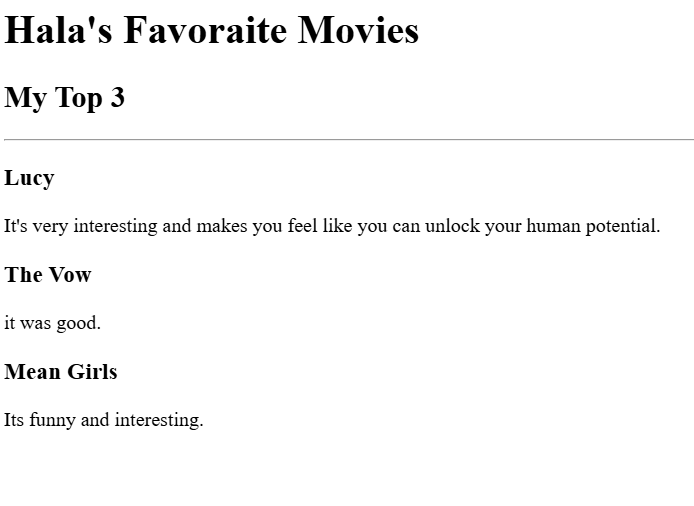 Hala's Favoraite Movies
My Top 3
Lucy
It's very interesting and makes you feel like you can unlock your human potential.
The Vow
it was good.
Mean Girls
Its funny and interesting.